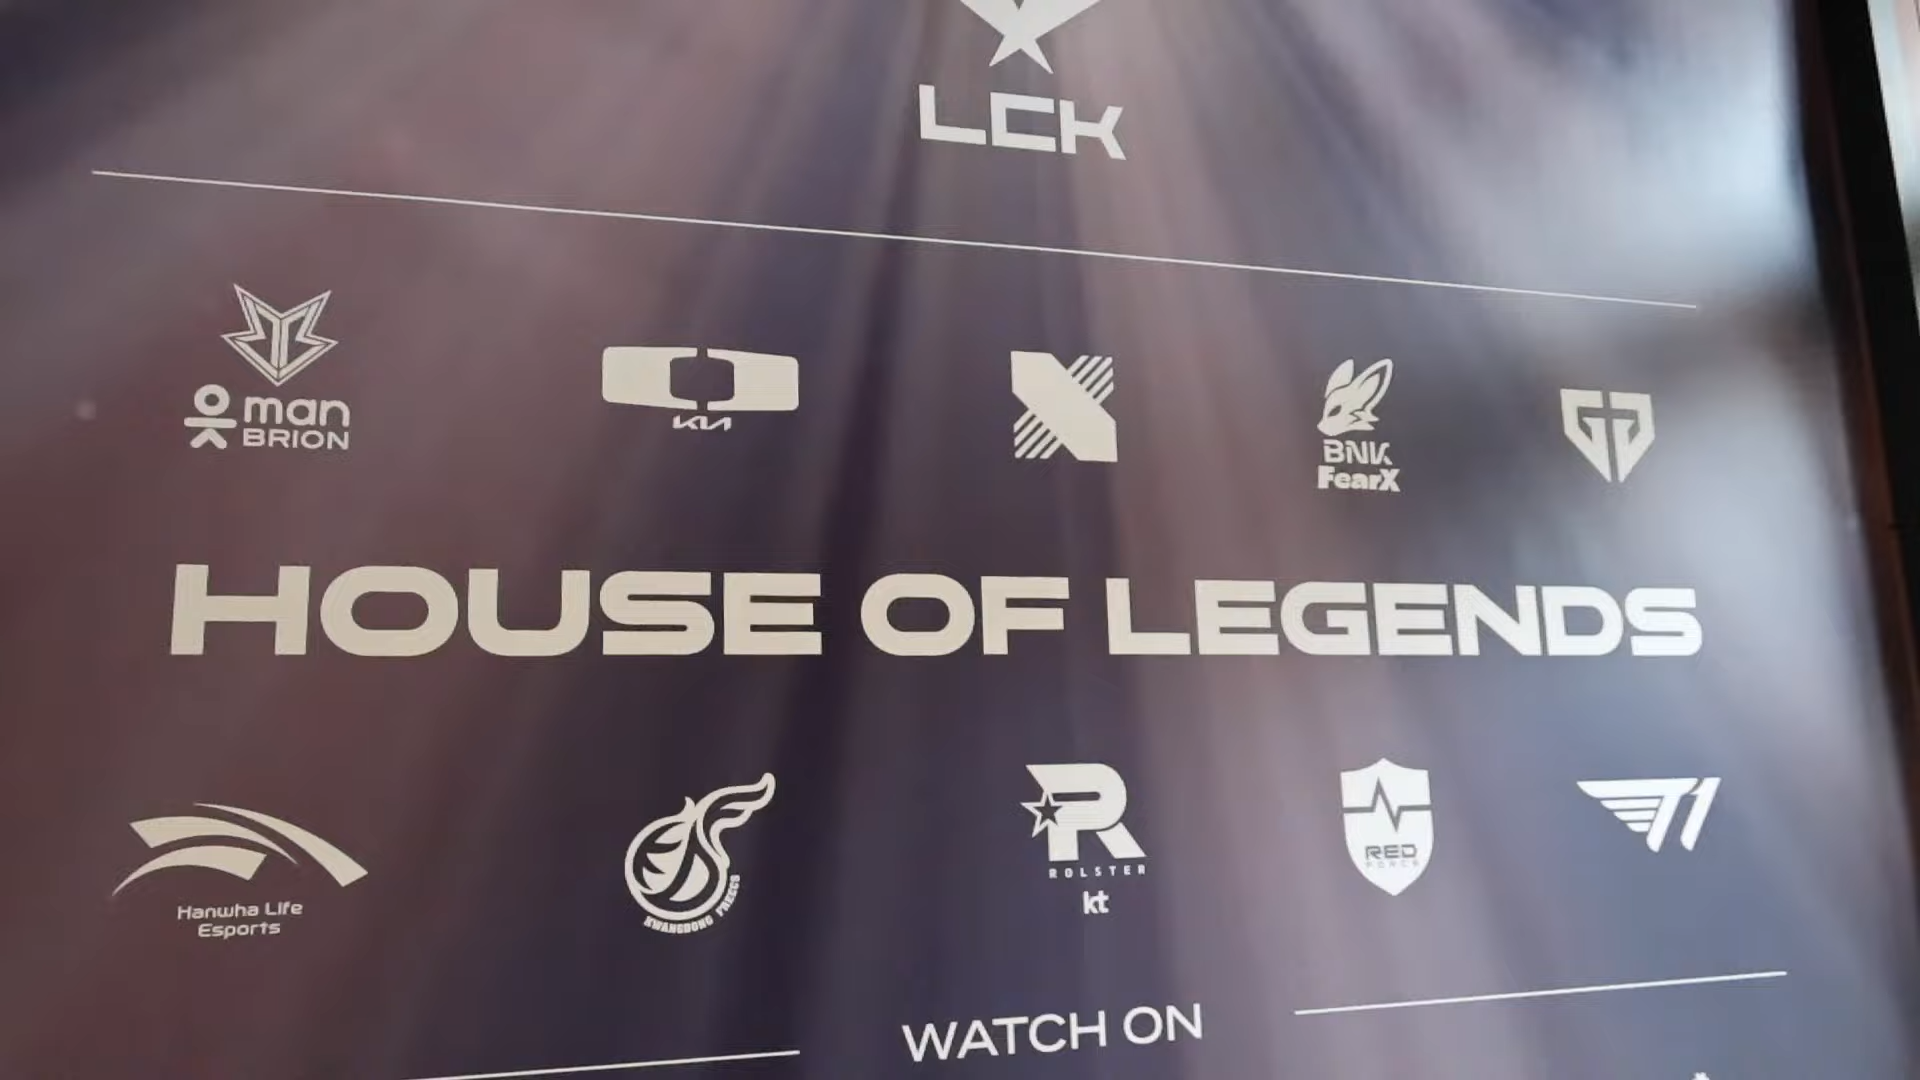 LCK
man
BRION
KIA
BNK
FearX
HOUSE OF LEGENDS
Hanwha Life
Esports
KWANGDONG FREECS
R
ROLSTER
kt
RED
FORCE
T1
WATCH ON